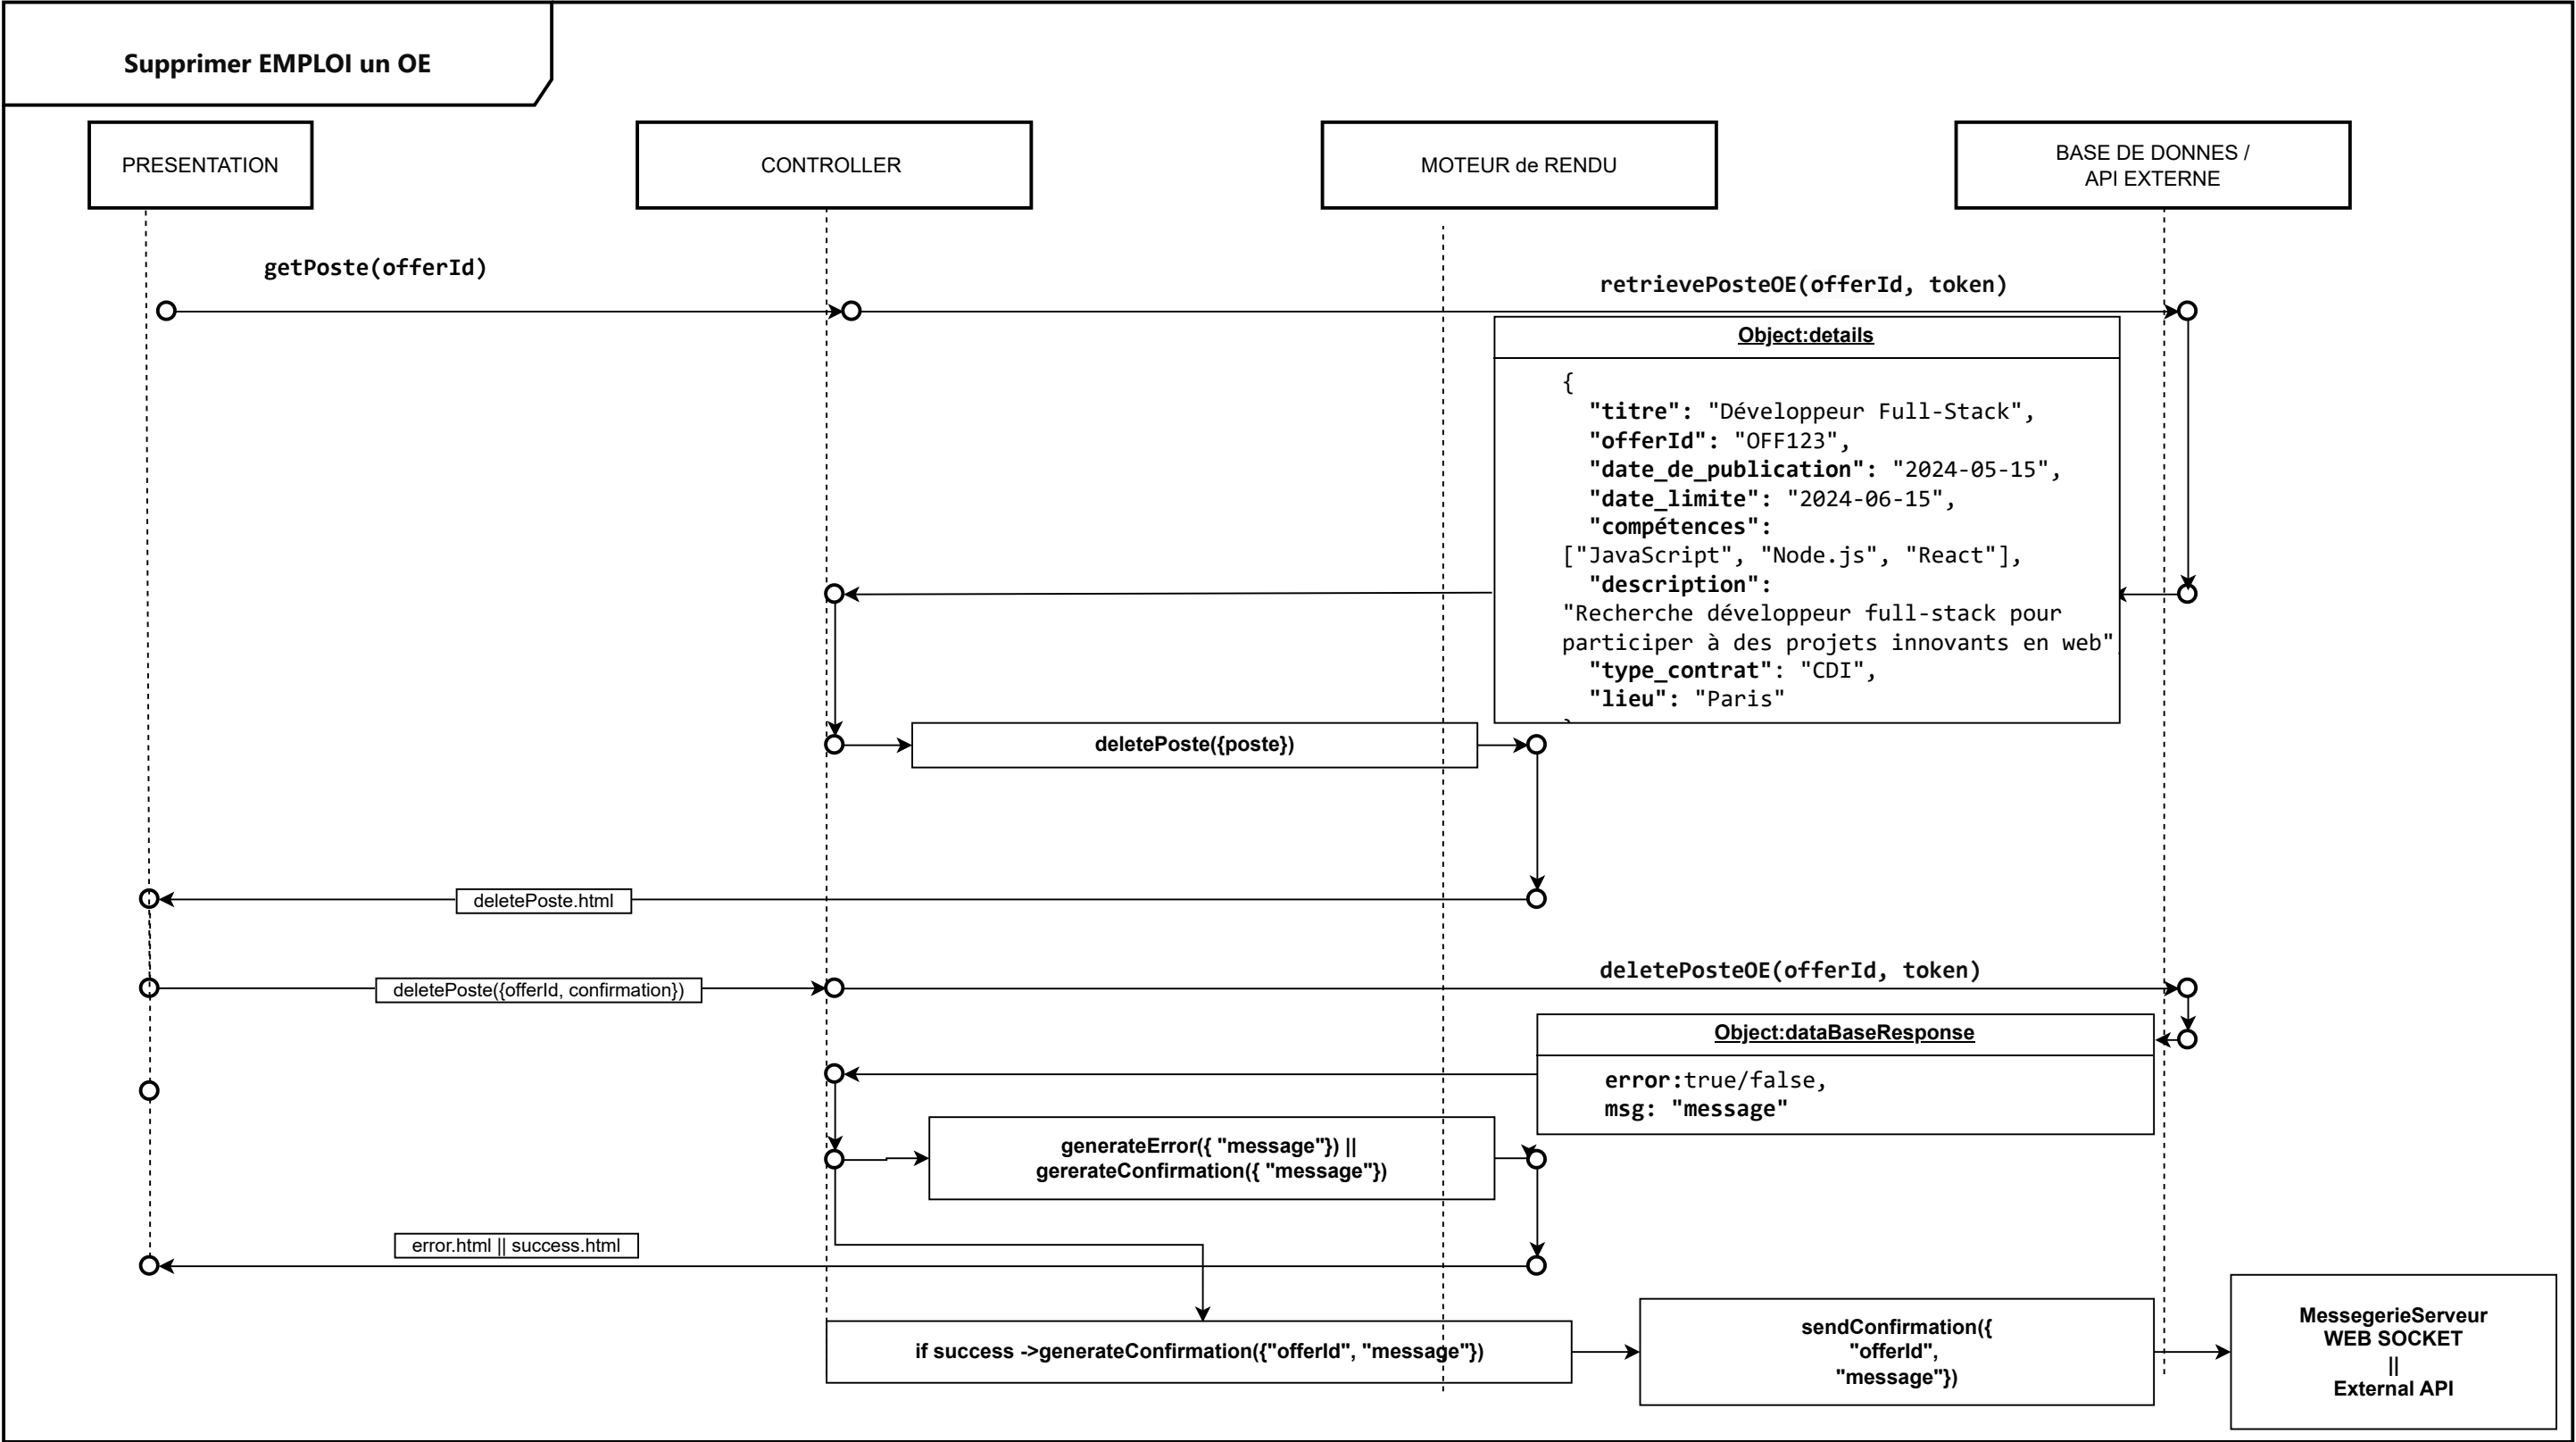 Supprimer EMPLOI un OE
PRESENTATION
CONTROLLER
MOTEUR de RENDU
BASE DE DONNES /
API EXTERNE
getPoste(offerId)
retrievePosteOE(offerId, token)
Object:details
{
"titre": "Développeur Full-Stack",
"offerId": "OFF123",
"date_de_publication": "2024-05-15",
"date_limite": "2024-06-15",
"compétences":
["JavaScript", "Node.js", "React"],
"description":
"Recherche développeur full-stack pour
participer à des projets innovants en web"
"type_contrat": "CDI",
"lieu": "Paris"
deletePoste({poste})
deletePoste.html
deletePoste({offerId, confirmation})
deletePosteOE(offerId, token)
Object:dataBaseResponse
error:true/false,
msg: "message"
generateError({ "message"}) ||
gererateConfirmation({ "message"})
error.html || success.html
if success ->generateConfirmation({"offerId", "message"})
sendConfirmation({
"offerId",
"message"})
MessegerieServeur
WEB SOCKET
||
External API